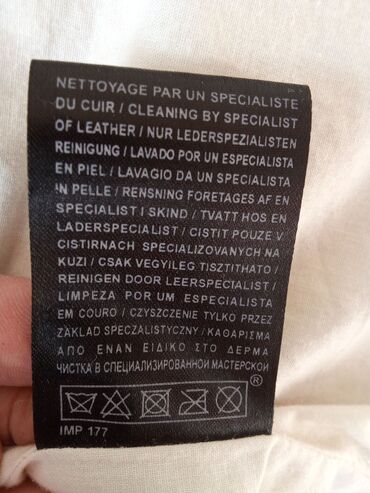 NETTOYAGE PAR UN SPECIALISTE
DU CUIR / CLEANING BY SPECIALIST
OF LEATHER / NUR LEDERSPEZIALISTEN
REINIGUNG / LAVADO POR UN ESPECIALISTA
EN PIEL / LAVAGIO DA UN SPECIALISTA
IN PELLE / RENSNING FORETAGES AF EN
SPECIALIST I SKIND / TVATT HOS EN
LADERSPECIALIST / CISTIT POUZE V
CISTIRNACH SPECIALIZOVANYCH NA
KUZI / CSAK VEGYILEG TISZTITHATO /
REINIGEN DOOR LEERSPECIALIST /
LIMPEZA POR UM ESPECIALISTA
EM COURO / CZYSZCZENIE TYLKO PRZEZ
ZAKLAD SPECZALISTYCZNY / ΚΑΘΑΡΙΣΜΑ
ΑΠΟ ΕΝΑΝ ΕΙΔΙΚΟ ΣΤΟ ΔΕΡΜΑ
ЧИСТКА В СПЕЦИАЛИЗИРОВАННОЙ МАСТЕРСКОЙ
®
IMP 177